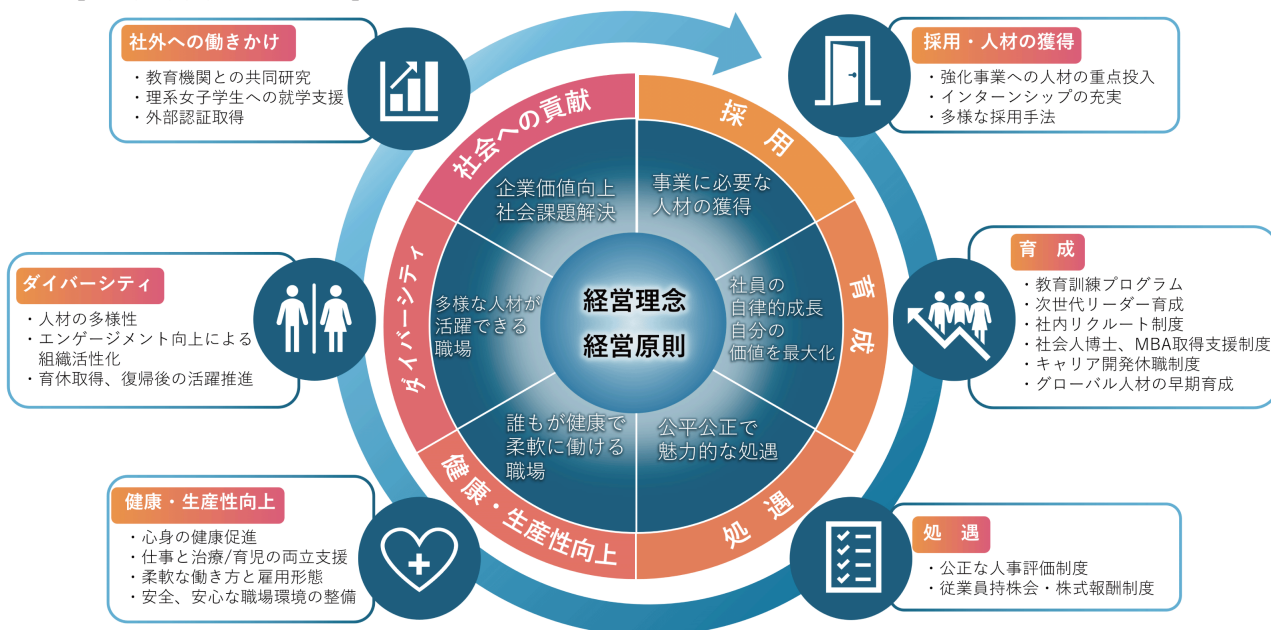 社外への働きかけ
・教育機関との共同研究
・理系女子学生への就学支援
・外部認証取得
採用・人材の獲得
・強化事業への人材の重点投入
・インターンシップの充実
・多様な採用手法
社会への貢献
採用
企業価値向上
社会課題解決
事業に必要な
人材の獲得
ダイバーシティ
・人材の多様性
・エンゲージメント向上による
組織活性化
・育休取得、復帰後の活躍推進
ダイバーシティ
多様な人材が
活躍できる
職場
経営理念
経営原則
社員の
自律的成長
自分の
価値を最大化
育成
育 成
・教育訓練プログラム
・次世代リーダー育成
・社内リクルート制度
・社会人博士、MBA取得支援制度
・キャリア開発休職制度
・グローバル人材の早期育成
誰もが健康で
柔軟に働ける
職場
公平公正で
魅力的な処遇
健康・生産性向上
処遇
健康・生産性向上
・心身の健康促進
・仕事と治療/育児の両立支援
・柔軟な働き方と雇用形態
・安全、安心な職場環境の整備
処 遇
・公正な人事評価制度
・従業員持株会・株式報酬制度